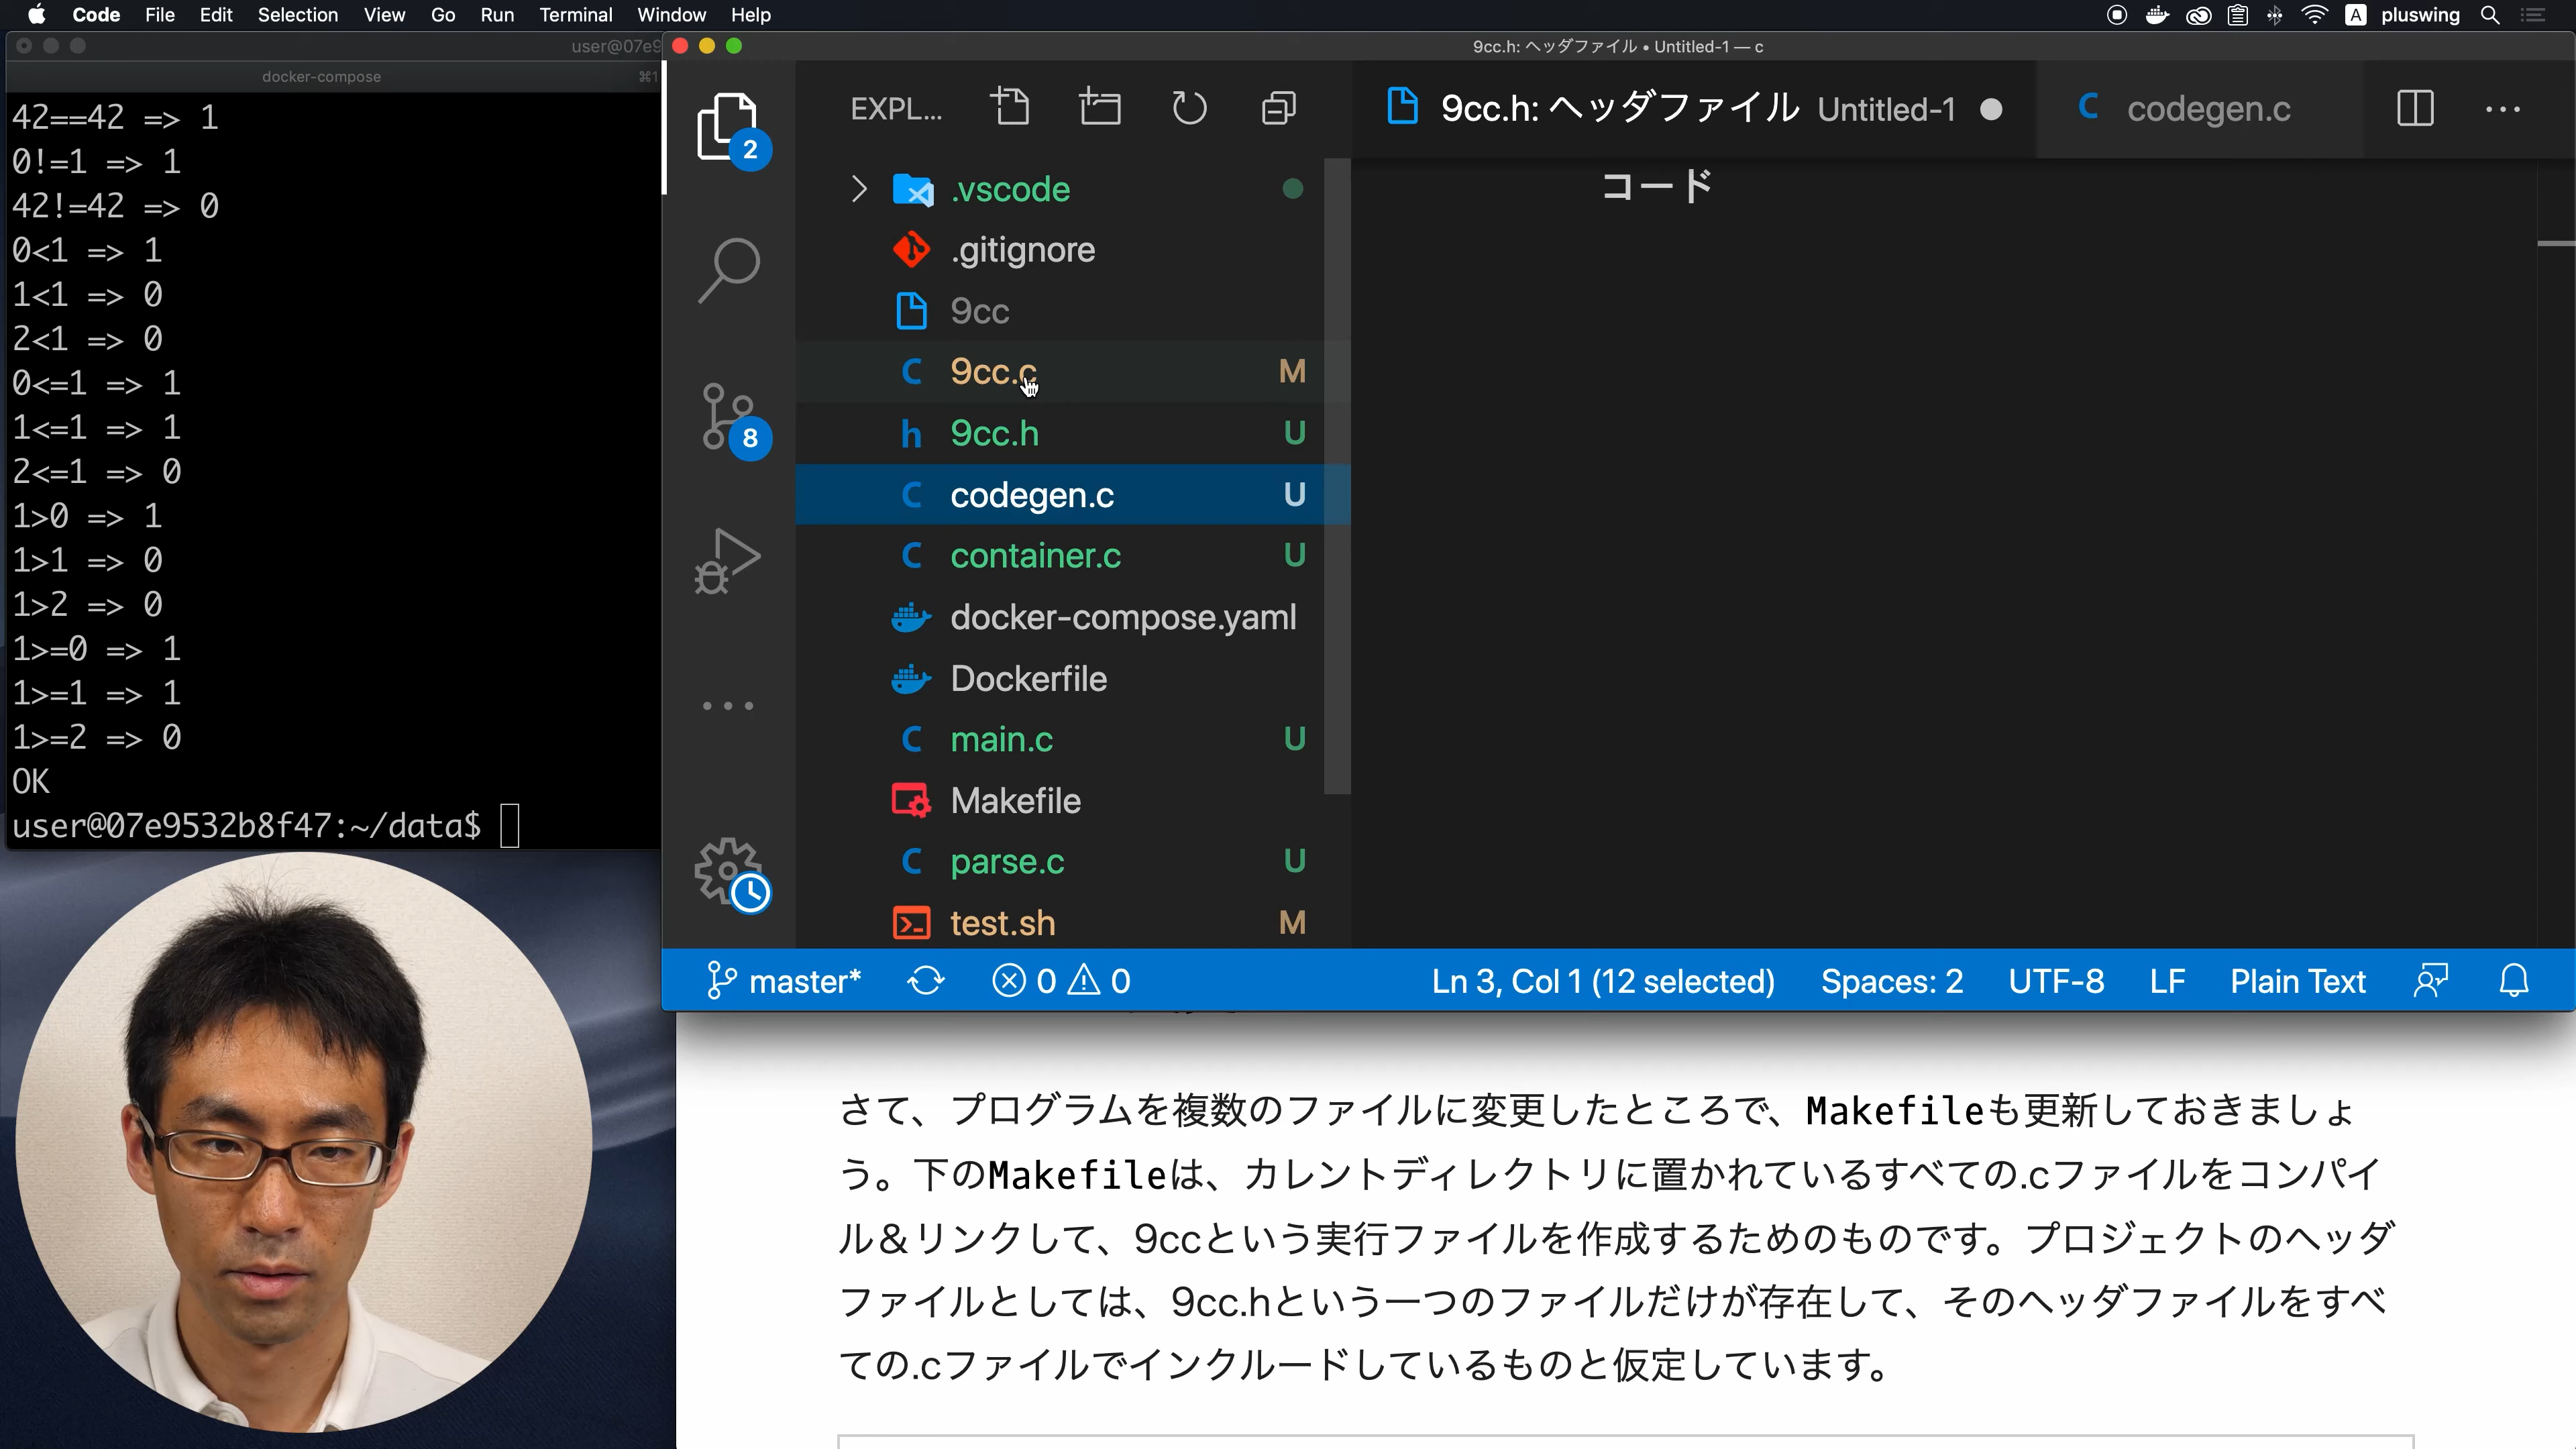 Code File Edit Selection View Go Run Terminal Window Help
A pluswing
user@07e9
docker-compose ⌘1
42==42 => 1
0!=1 => 1
42!=42 => 0
0<1 => 1
1<1 => 0
2<1 => 0
0<=1 => 1
1<=1 => 1
2<=1 => 0
1>0 => 1
1>1 => 0
1>2 => 0
1>=0 => 1
1>=1 => 1
1>=2 => 0
OK
user@07e9532b8f47:~/data$
9cc.h: ヘッダファイル • Untitled-1 — c
2
8
EXPL...
.vscode
.gitignore
9cc
C 9cc.c M
h 9cc.h U
C codegen.c U
C container.c U
docker-compose.yaml
Dockerfile
C main.c U
Makefile
C parse.c U
test.sh M
9cc.h: ヘッダファイル Untitled-1
C codegen.c
コード
master* 0 0 Ln 3, Col 1 (12 selected) Spaces: 2 UTF-8 LF Plain Text
さて、プログラムを複数のファイルに変更したところで、Makefileも更新しておきましょ
う。下のMakefileは、カレントディレクトリに置かれているすべての.cファイルをコンパイ
ル＆リンクして、9ccという実行ファイルを作成するためのものです。プロジェクトのヘッダ
ファイルとしては、9cc.hという一つのファイルだけが存在して、そのヘッダファイルをすべ
ての.cファイルでインクルードしているものと仮定しています。